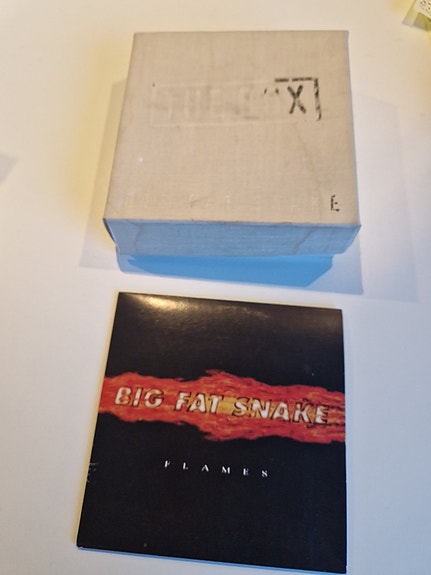 X
E
BIG FAT SNAKE
FLAMES